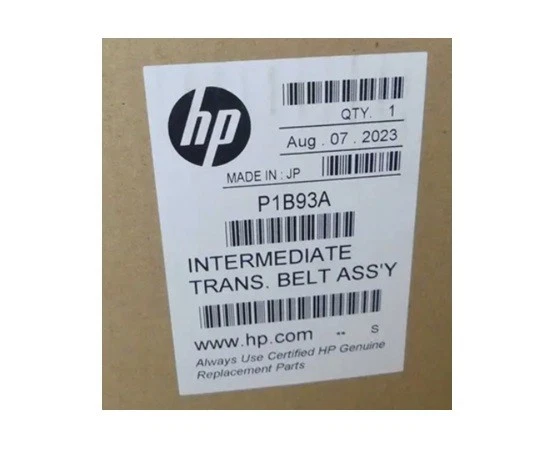 hp
QTY. 1
Aug . 07 . 2023
MADE IN : JP
P1B93A
INTERMEDIATE
TRANS. BELT ASS'Y
www.hp.com ** S
Always Use Certified HP Genuine
Replacement Parts